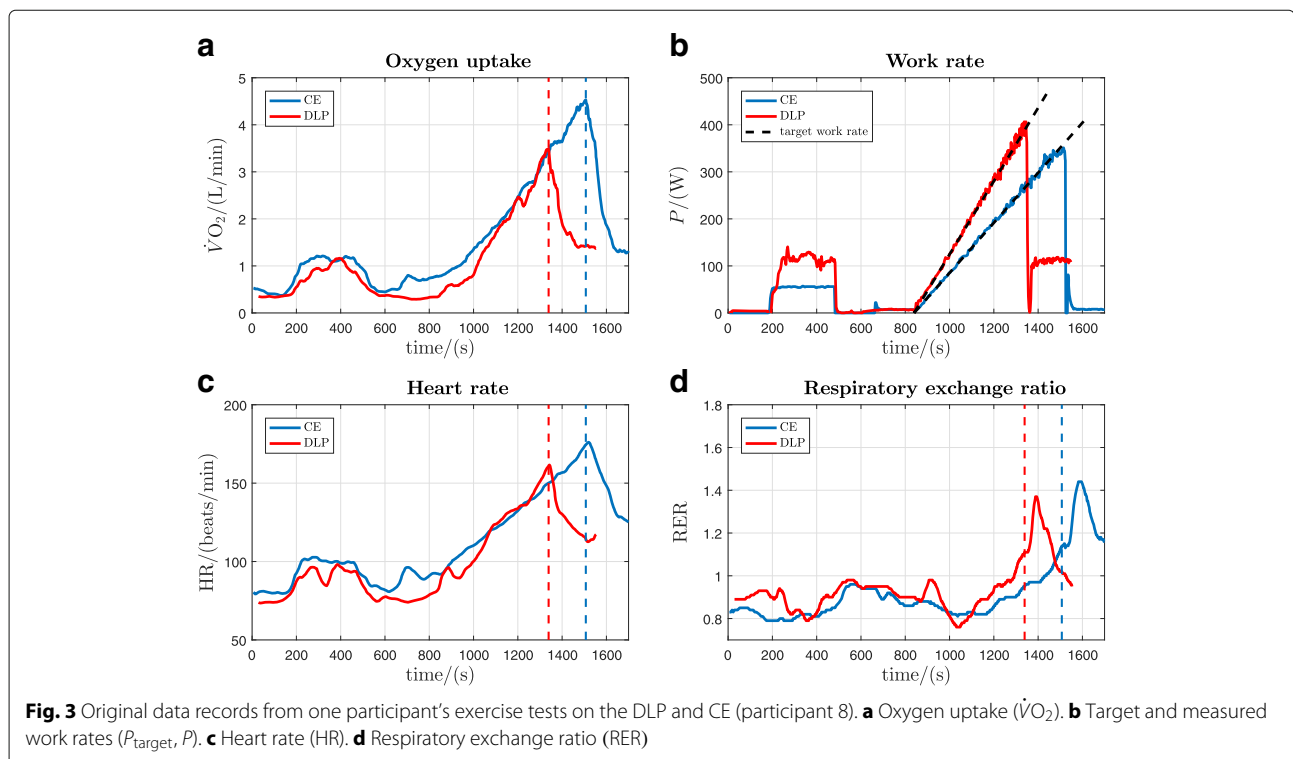 a
Oxygen uptake
5
4
3
2
1
0
V̇O₂/(L/min)
CE
DLP
0 200 400 600 800 1000 1200 1400 1600
time/(s)
b
Work rate
500
400
300
200
100
0
P/(W)
CE
DLP
target work rate
0 200 400 600 800 1000 1200 1400 1600
time/(s)
c
Heart rate
200
150
100
50
HR/(beats/min)
CE
DLP
0 200 400 600 800 1000 1200 1400 1600
time/(s)
d
Respiratory exchange ratio
1.8
1.6
1.4
1.2
1
0.8
RER
CE
DLP
0 200 400 600 800 1000 1200 1400 1600
time/(s)
Fig. 3 Original data records from one participant's exercise tests on the DLP and CE (participant 8). a Oxygen uptake (V̇O₂). b Target and measured
work rates (P_target, P). c Heart rate (HR). d Respiratory exchange ratio (RER)